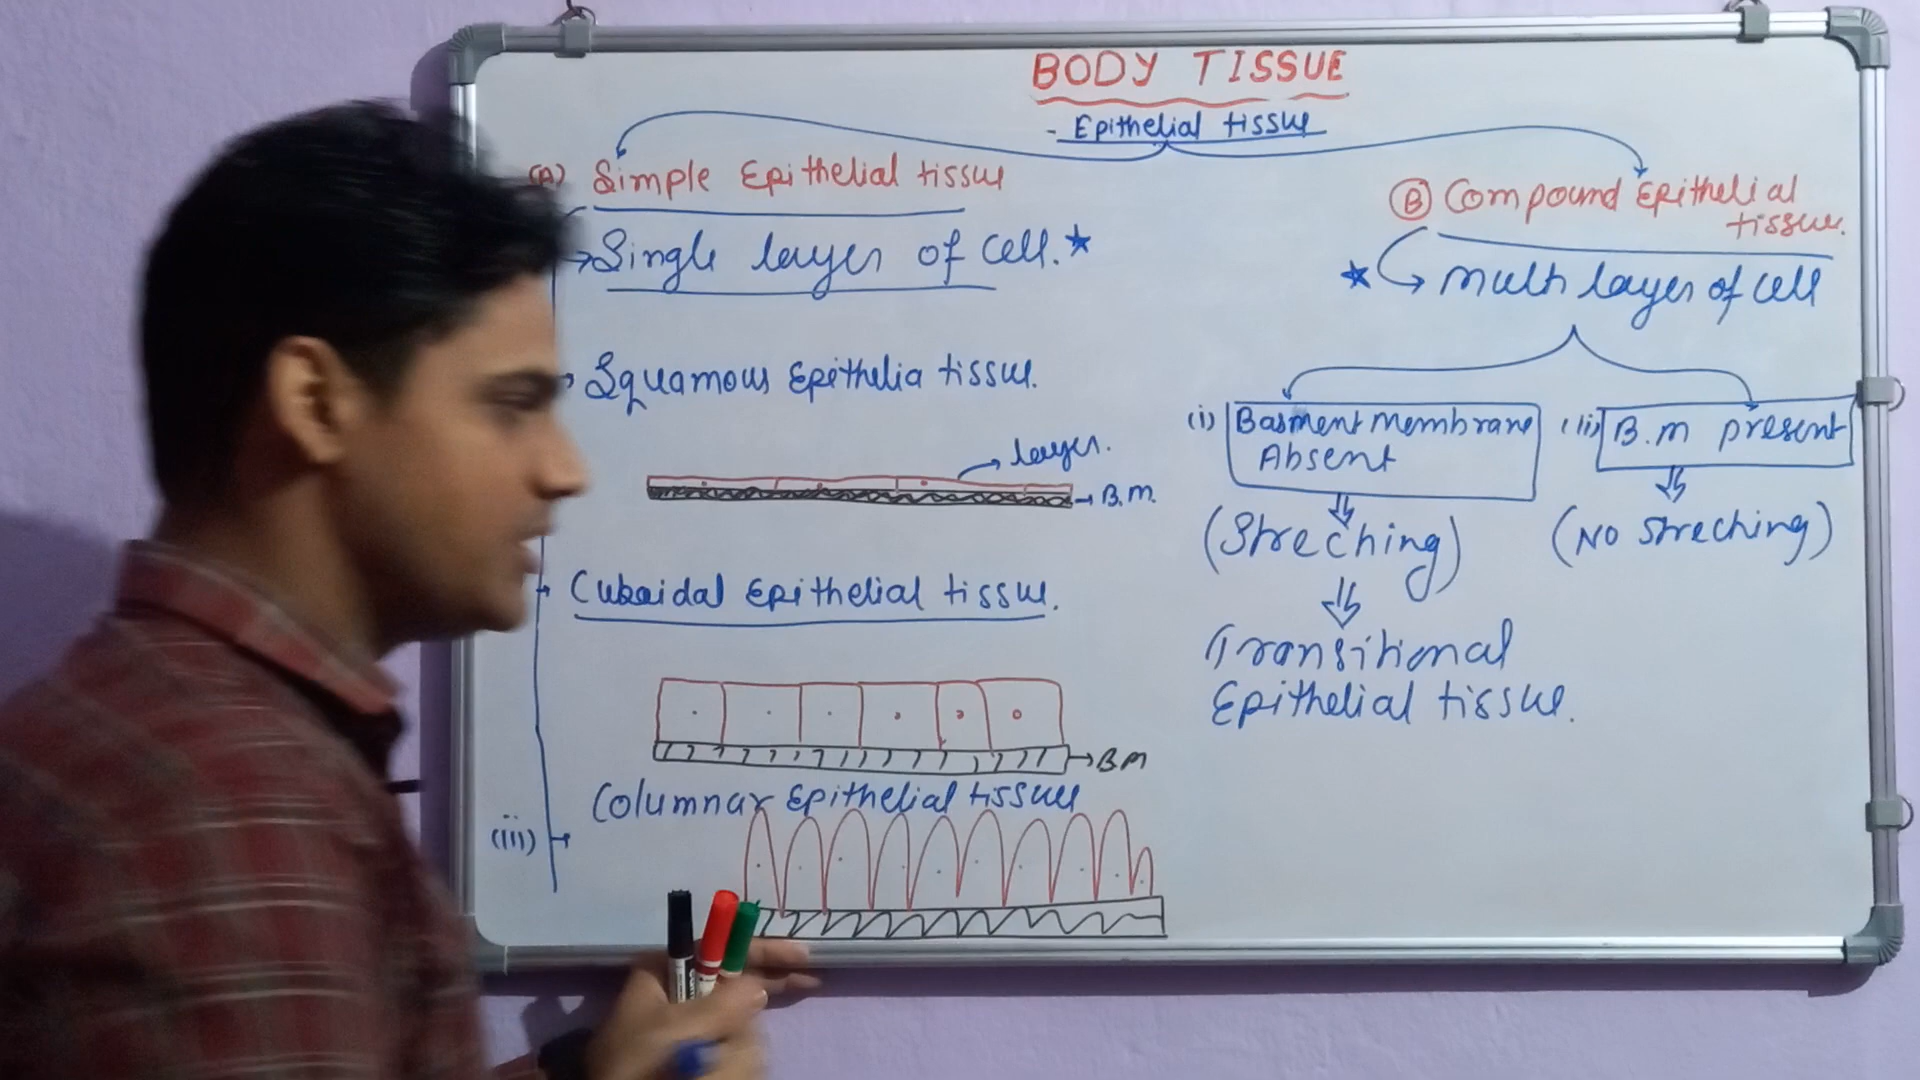 BODY TISSUE
- Epithelial tissue
(A) Simple Epithelial tissue
Single layer of cell.
Squamous Epithelia tissue.
layer.
B.M.
Cuboidal Epithelial tissue.
B.M
Columnar Epithelial tissue
(iii)
(B) Compound Epithelial
tissue.
multi layer of cell
(i) Basment Membrane
Absent
(Streching)
Transitional
Epithelial tissue.
(ii) B.m present
(No streching)